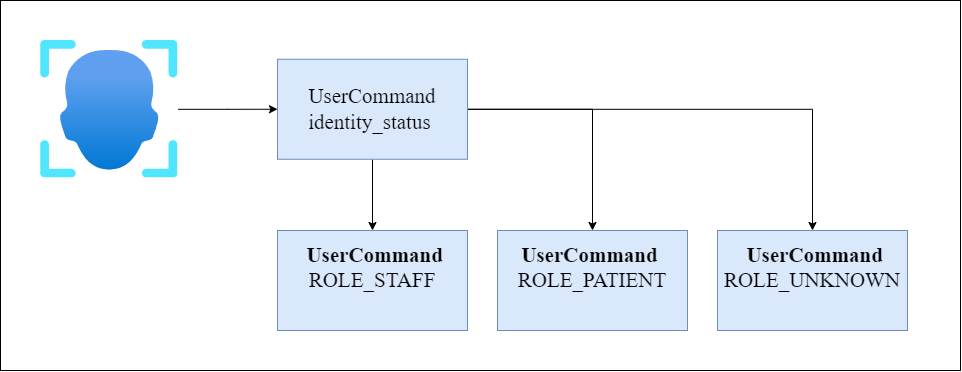 UserCommand
identity_status
UserCommand
ROLE_STAFF
UserCommand
ROLE_PATIENT
UserCommand
ROLE_UNKNOWN